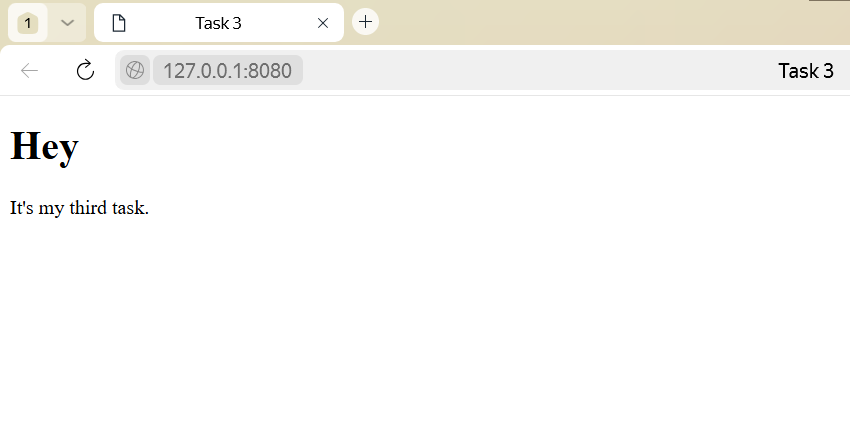 1
Task 3
127.0.0.1:8080
Task 3
Hey
It's my third task.